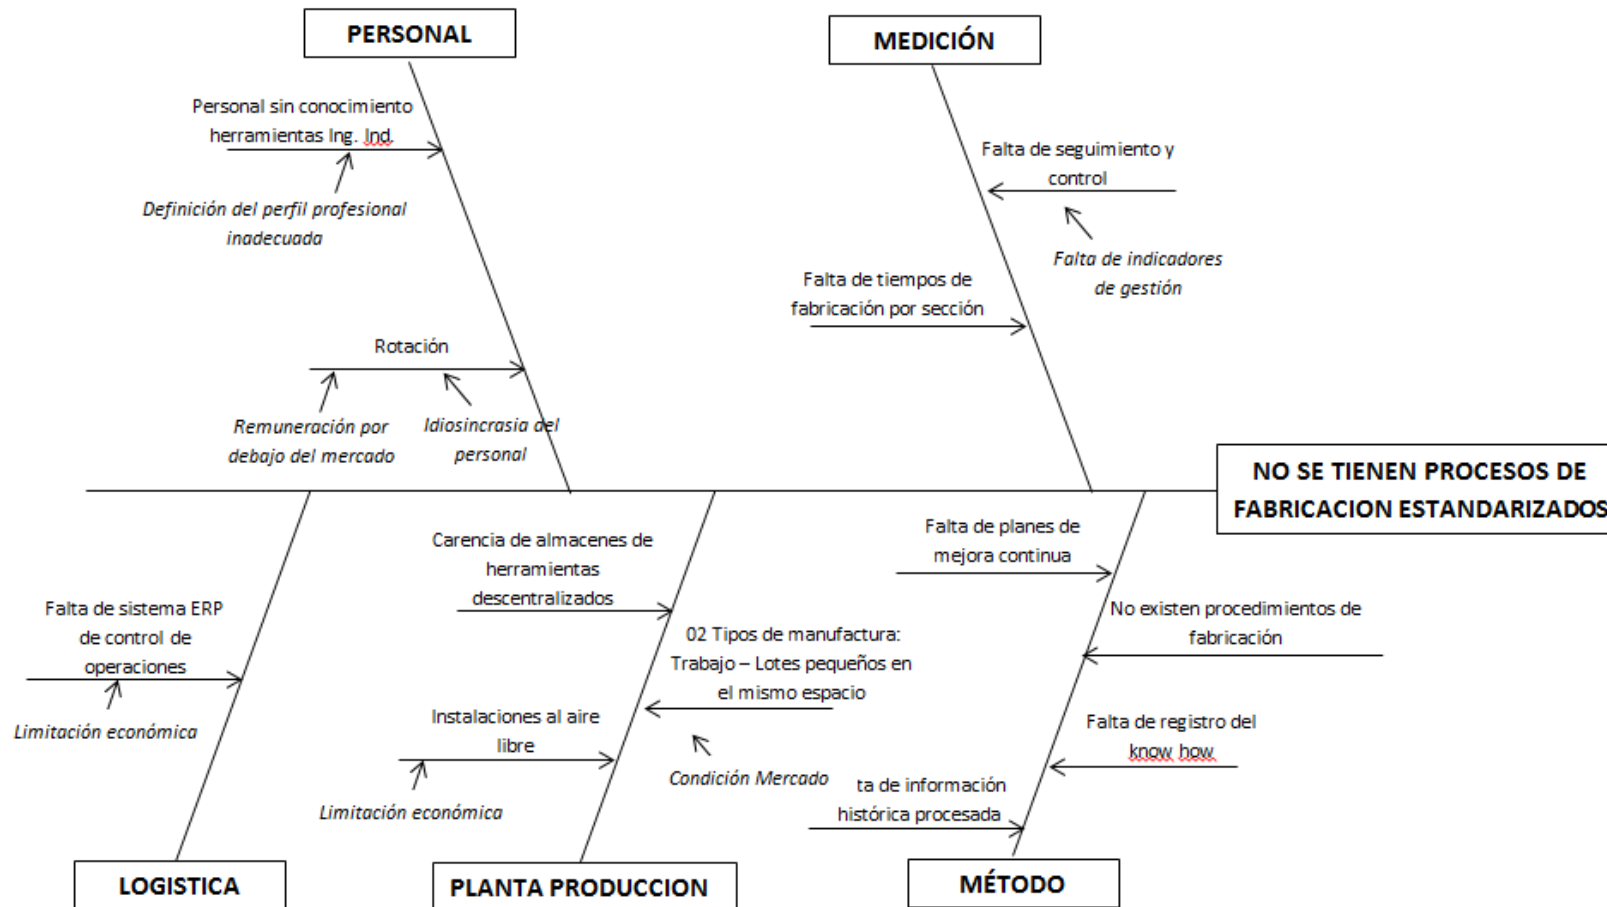 PERSONAL
MEDICIÓN
Personal sin conocimiento
herramientas Ing. Ind.
Definición del perfil profesional
inadecuada
Falta de seguimiento y
control
Falta de indicadores
de gestión
Falta de tiempos de
fabricación por sección
Rotación
Remuneración por
debajo del mercado
Idiosincrasia del
personal
NO SE TIENEN PROCESOS DE
FABRICACION ESTANDARIZADOS
Carencia de almacenes de
herramientas
descentralizados
Falta de planes de
mejora continua
Falta de sistema ERP
de control de
operaciones
Limitación económica
02 Tipos de manufactura:
Trabajo – Lotes pequeños en
el mismo espacio
Condición Mercado
No existen procedimientos de
fabricación
Instalaciones al aire
libre
Limitación económica
Falta de registro del
know how
ta de información
histórica procesada
LOGISTICA
PLANTA PRODUCCION
MÉTODO